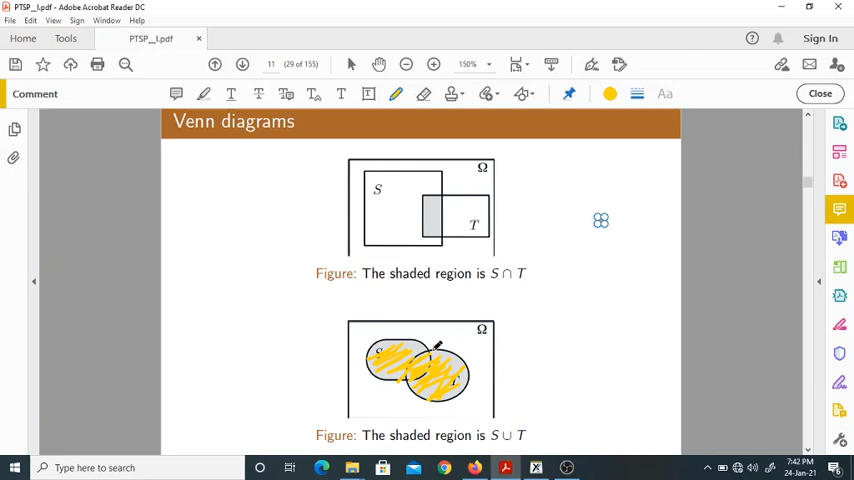 PTSP__I.pdf - Adobe Acrobat Reader DC
File Edit View Sign Window Help
Home Tools PTSP__I.pdf × Sign In
11 (29 of 155) 150%
Comment Close
Venn diagrams
Ω
S
T
Figure: The shaded region is S ∩ T
Ω
S
T
Figure: The shaded region is S ∪ T
Type here to search
7:42 PM
24-Jan-21